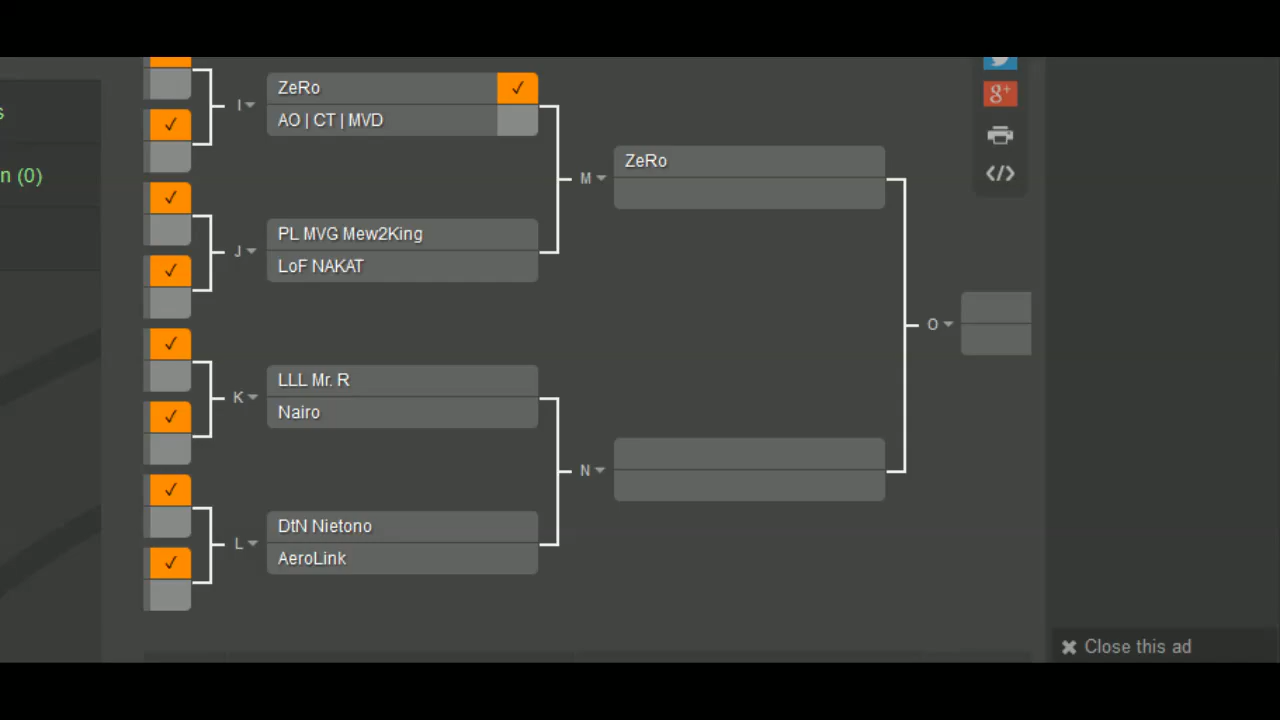 s
n (0)
I
ZeRo
✓
AO | CT | MVD
M
ZeRo
J
PL MVG Mew2King
LoF NAKAT
O
K
LLL Mr. R
Nairo
N
L
DtN Nietono
AeroLink
g+
</>
Close this ad